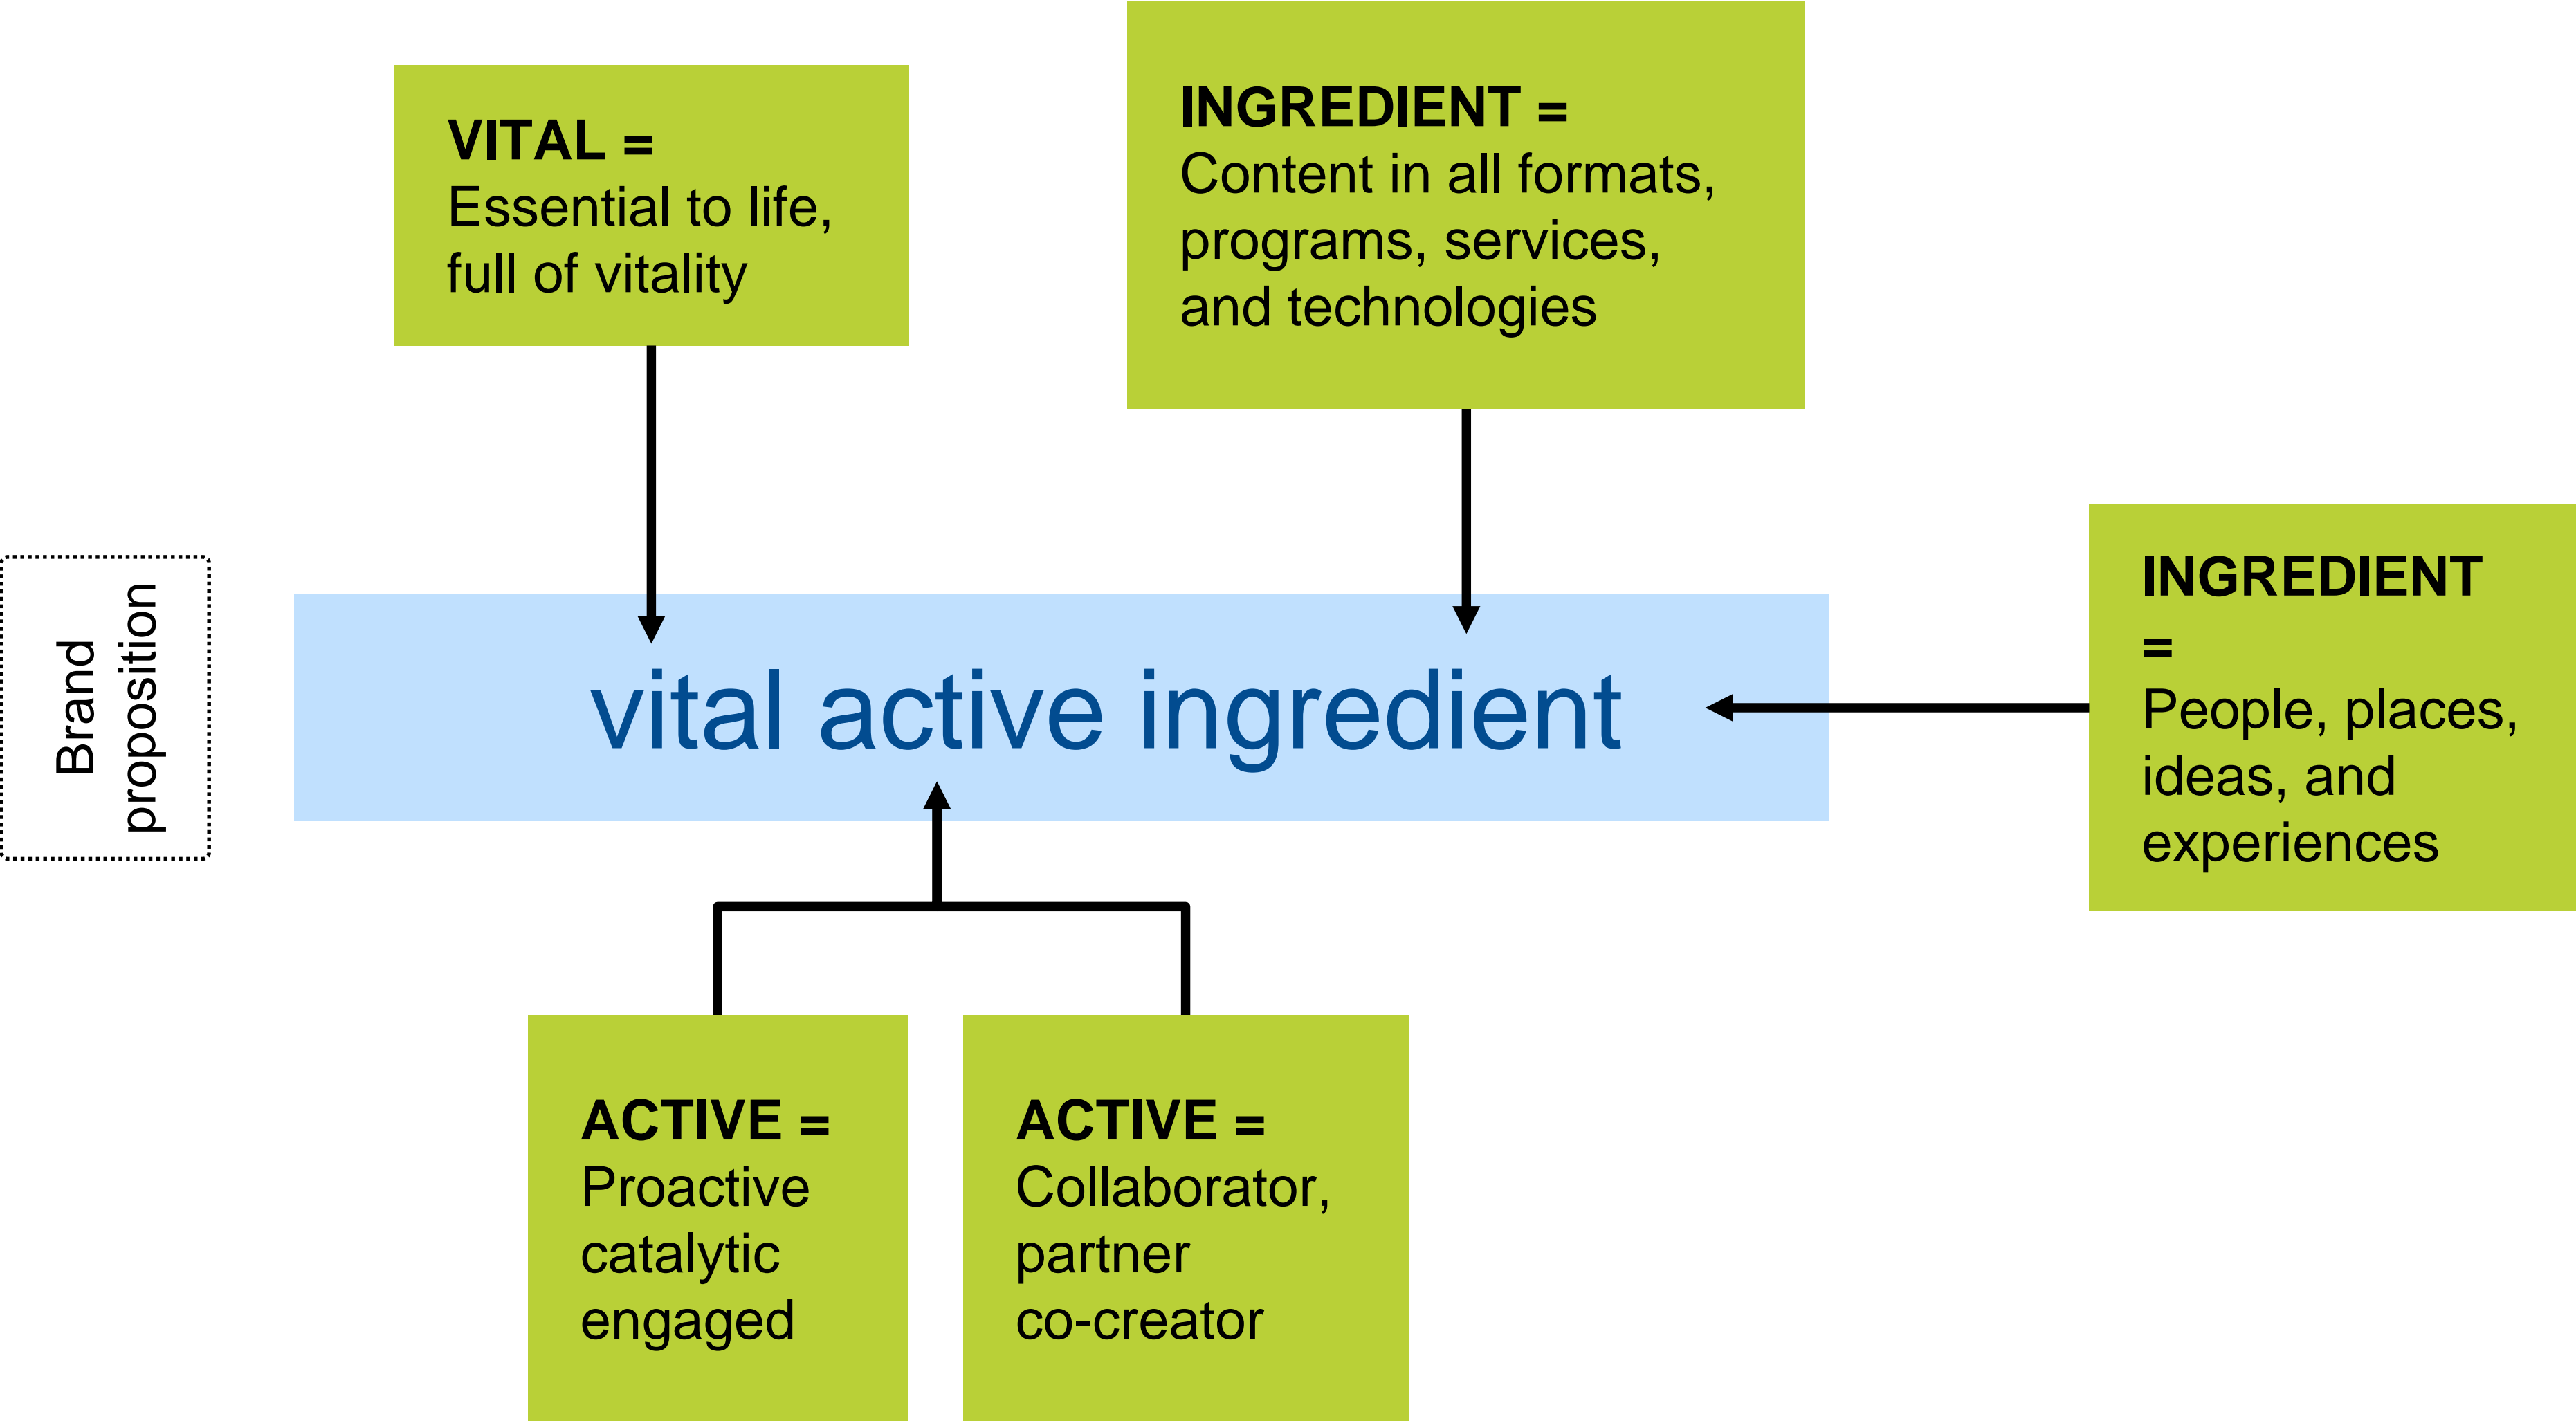 VITAL =
Essential to life,
full of vitality
INGREDIENT =
Content in all formats,
programs, services,
and technologies
Brand
proposition
vital active ingredient
INGREDIENT
=
People, places,
ideas, and
experiences
ACTIVE =
Proactive
catalytic
engaged
ACTIVE =
Collaborator,
partner
co-creator